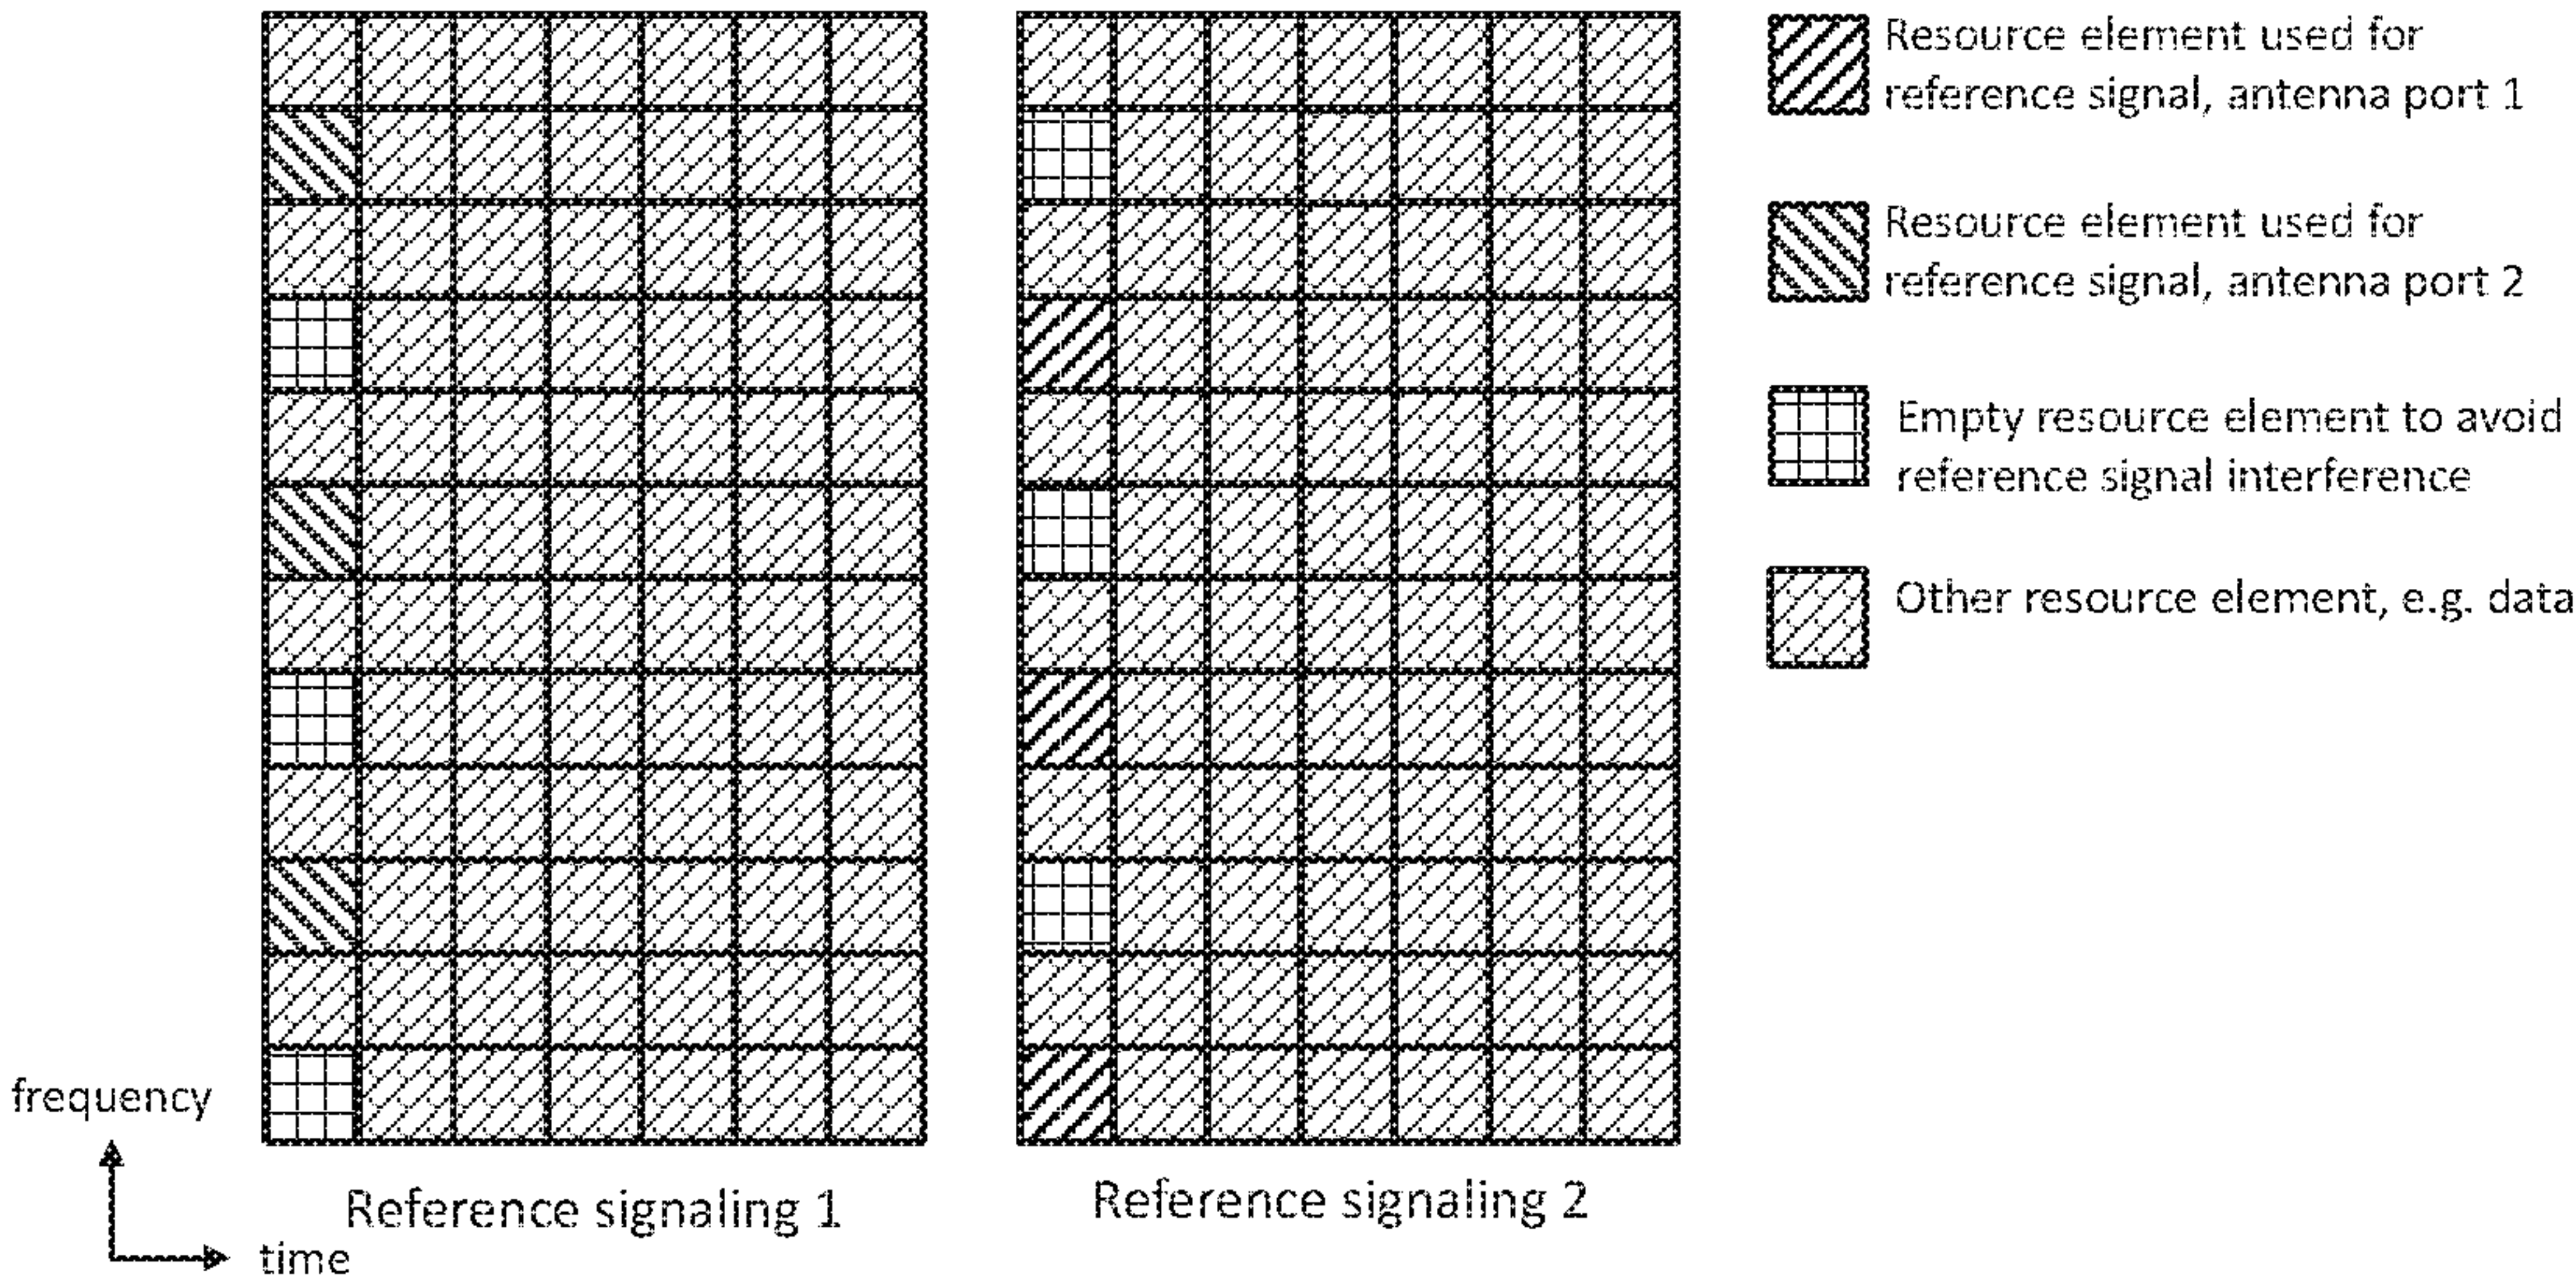 Resource element used for
reference signal, antenna port 1
Resource element used for
reference signal, antenna port 2
Empty resource element to avoid
reference signal interference
Other resource element, e.g. data
frequency
time
Reference signaling 1
Reference signaling 2